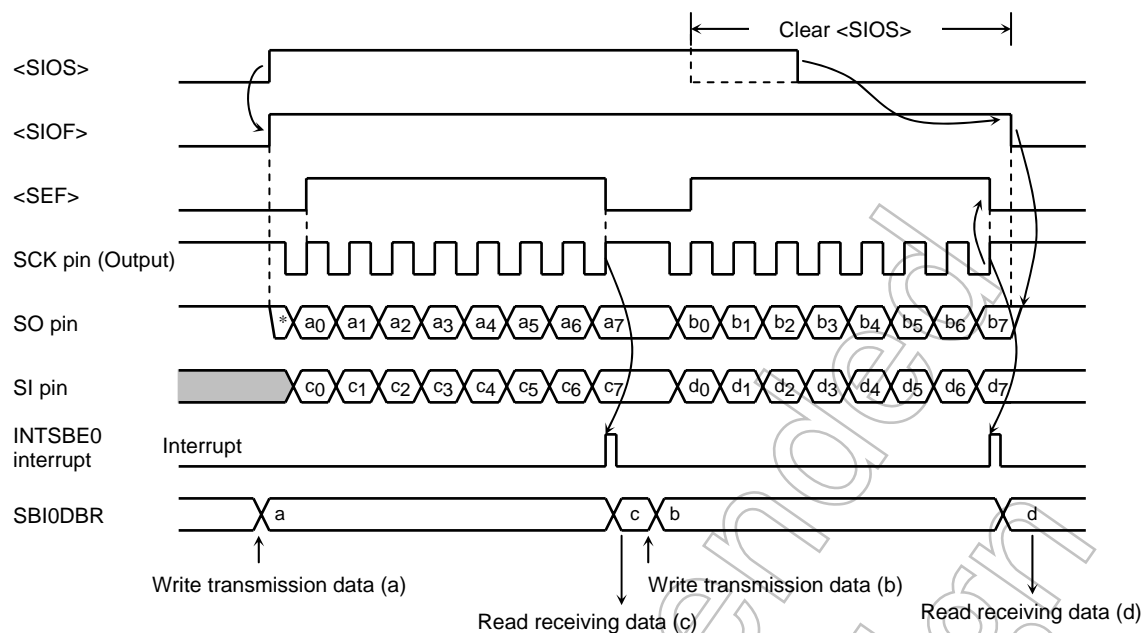 Clear <SIOS>
<SIOS>
<SIOF>
<SEF>
SCK pin (Output)
SO pin * a0 a1 a2 a3 a4 a5 a6 a7 b0 b1 b2 b3 b4 b5 b6 b7
SI pin c0 c1 c2 c3 c4 c5 c6 c7 d0 d1 d2 d3 d4 d5 d6 d7
INTSBE0
interrupt
Interrupt
SBI0DBR a c b d
Write transmission data (a)
Write transmission data (b)
Read receiving data (c)
Read receiving data (d)